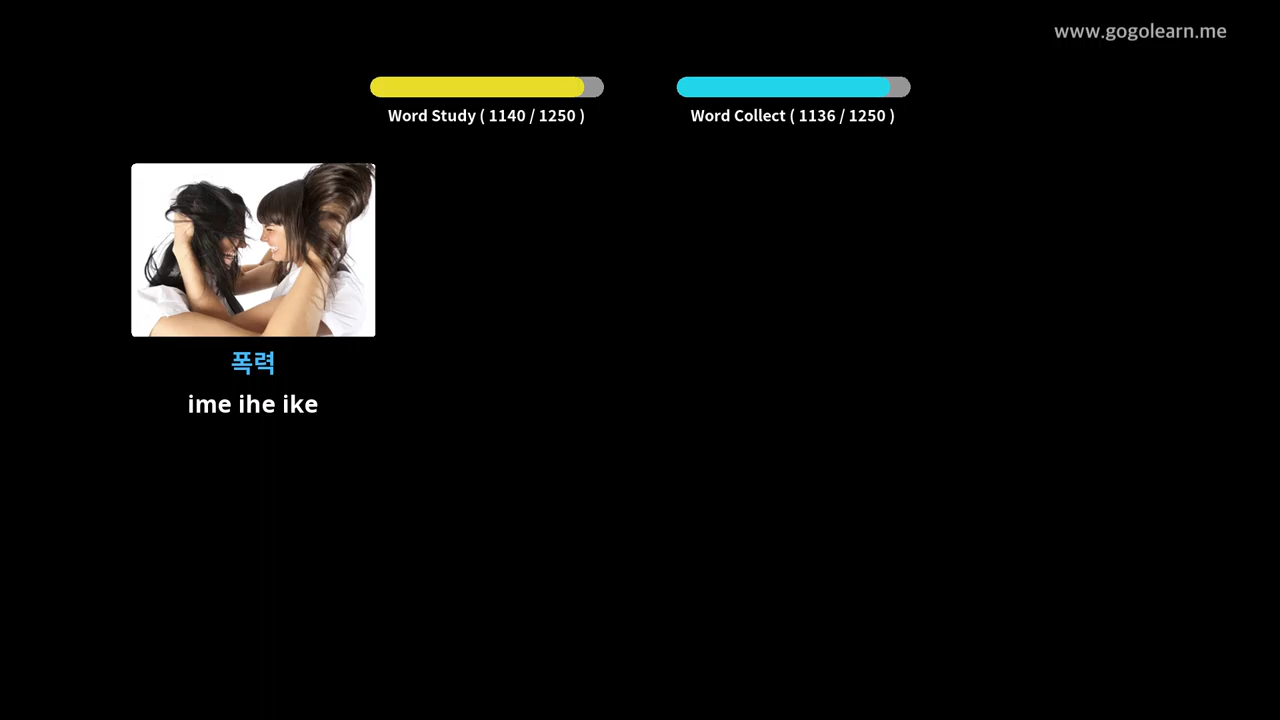 www.gogolearn.me
Word Study ( 1140 / 1250 )
Word Collect ( 1136 / 1250 )
폭력
ime ihe ike